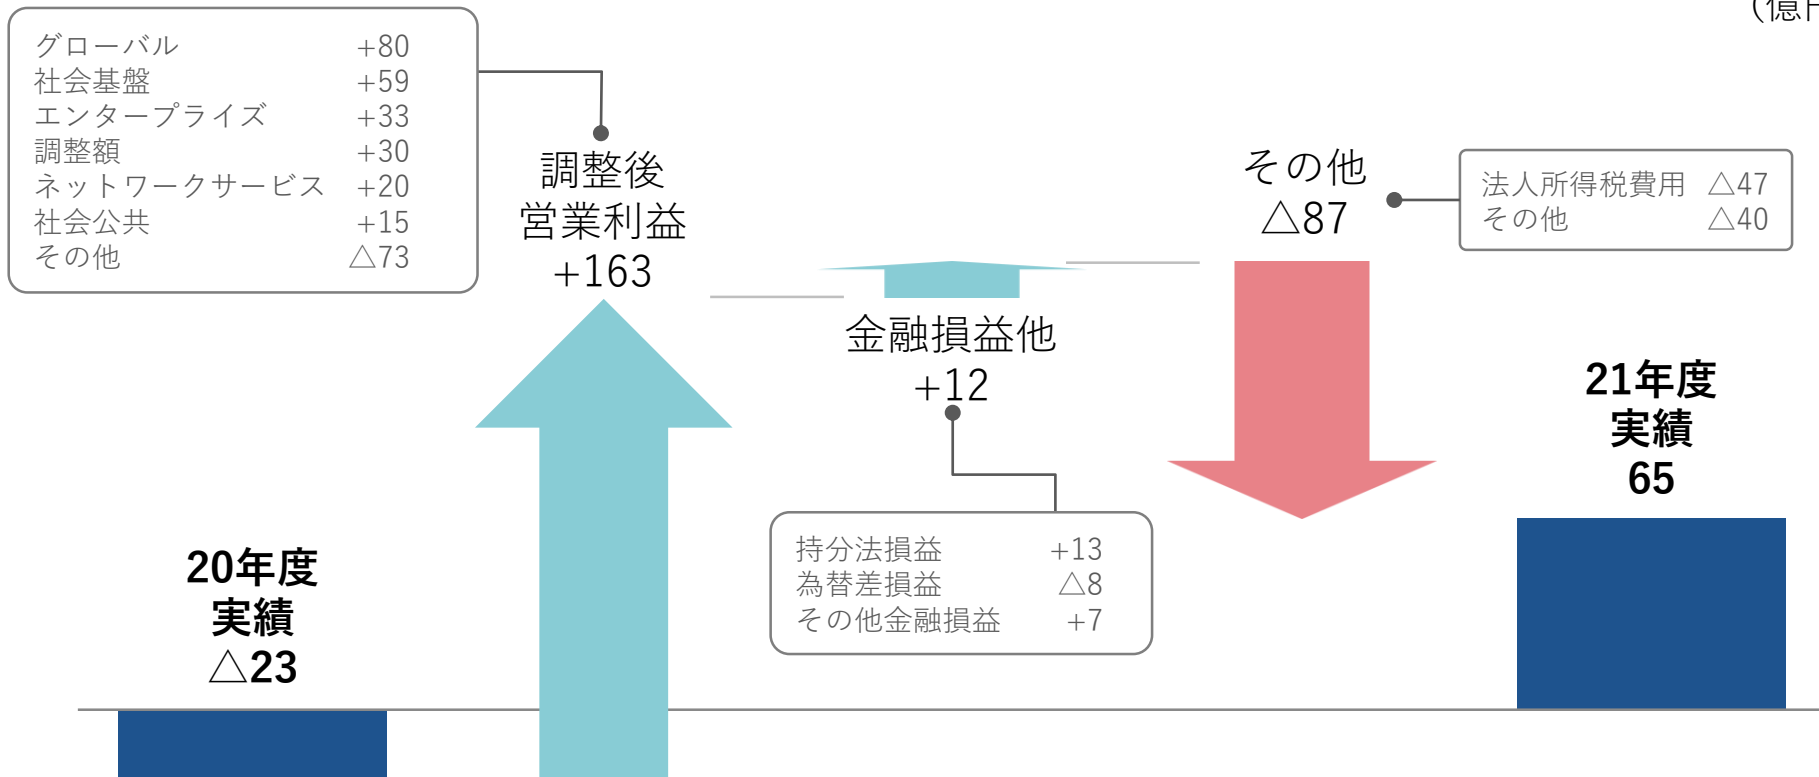 （億円
グローバル +80
社会基盤 +59
エンタープライズ +33
調整額 +30
ネットワークサービス +20
社会公共 +15
その他 △73
調整後
営業利益
+163
その他
△87
法人所得税費用 △47
その他 △40
金融損益他
+12
持分法損益 +13
為替差損益 △8
その他金融損益 +7
20年度
実績
△23
21年度
実績
65